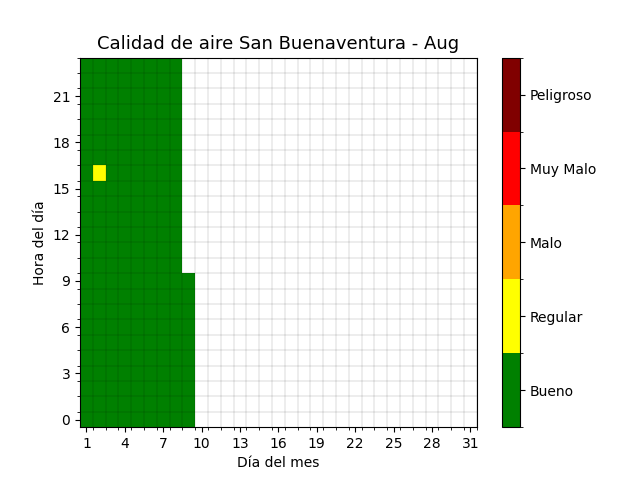 Calidad de aire San Buenaventura - Aug
Hora del día
21
18
15
12
9
6
3
0
1 4 7 10 13 16 19 22 25 28 31
Día del mes
Peligroso
Muy Malo
Malo
Regular
Bueno